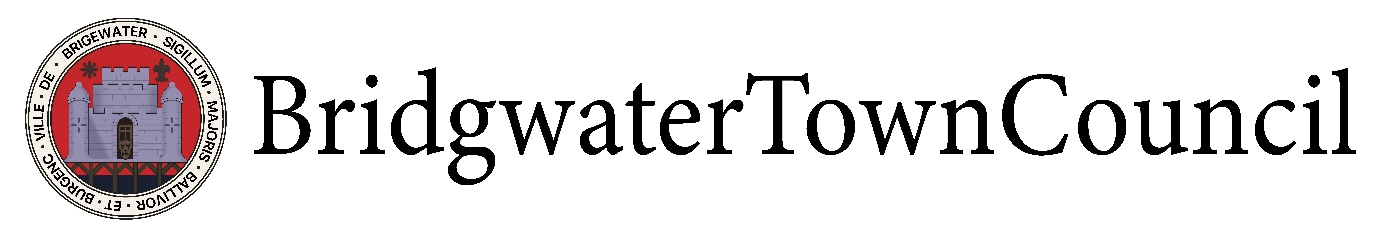 BRIGEWATER · SIGILLUM · MAJORIS · BALLIVOR · ET · BURGENC · VILLE · DE ·
BridgwaterTownCouncil